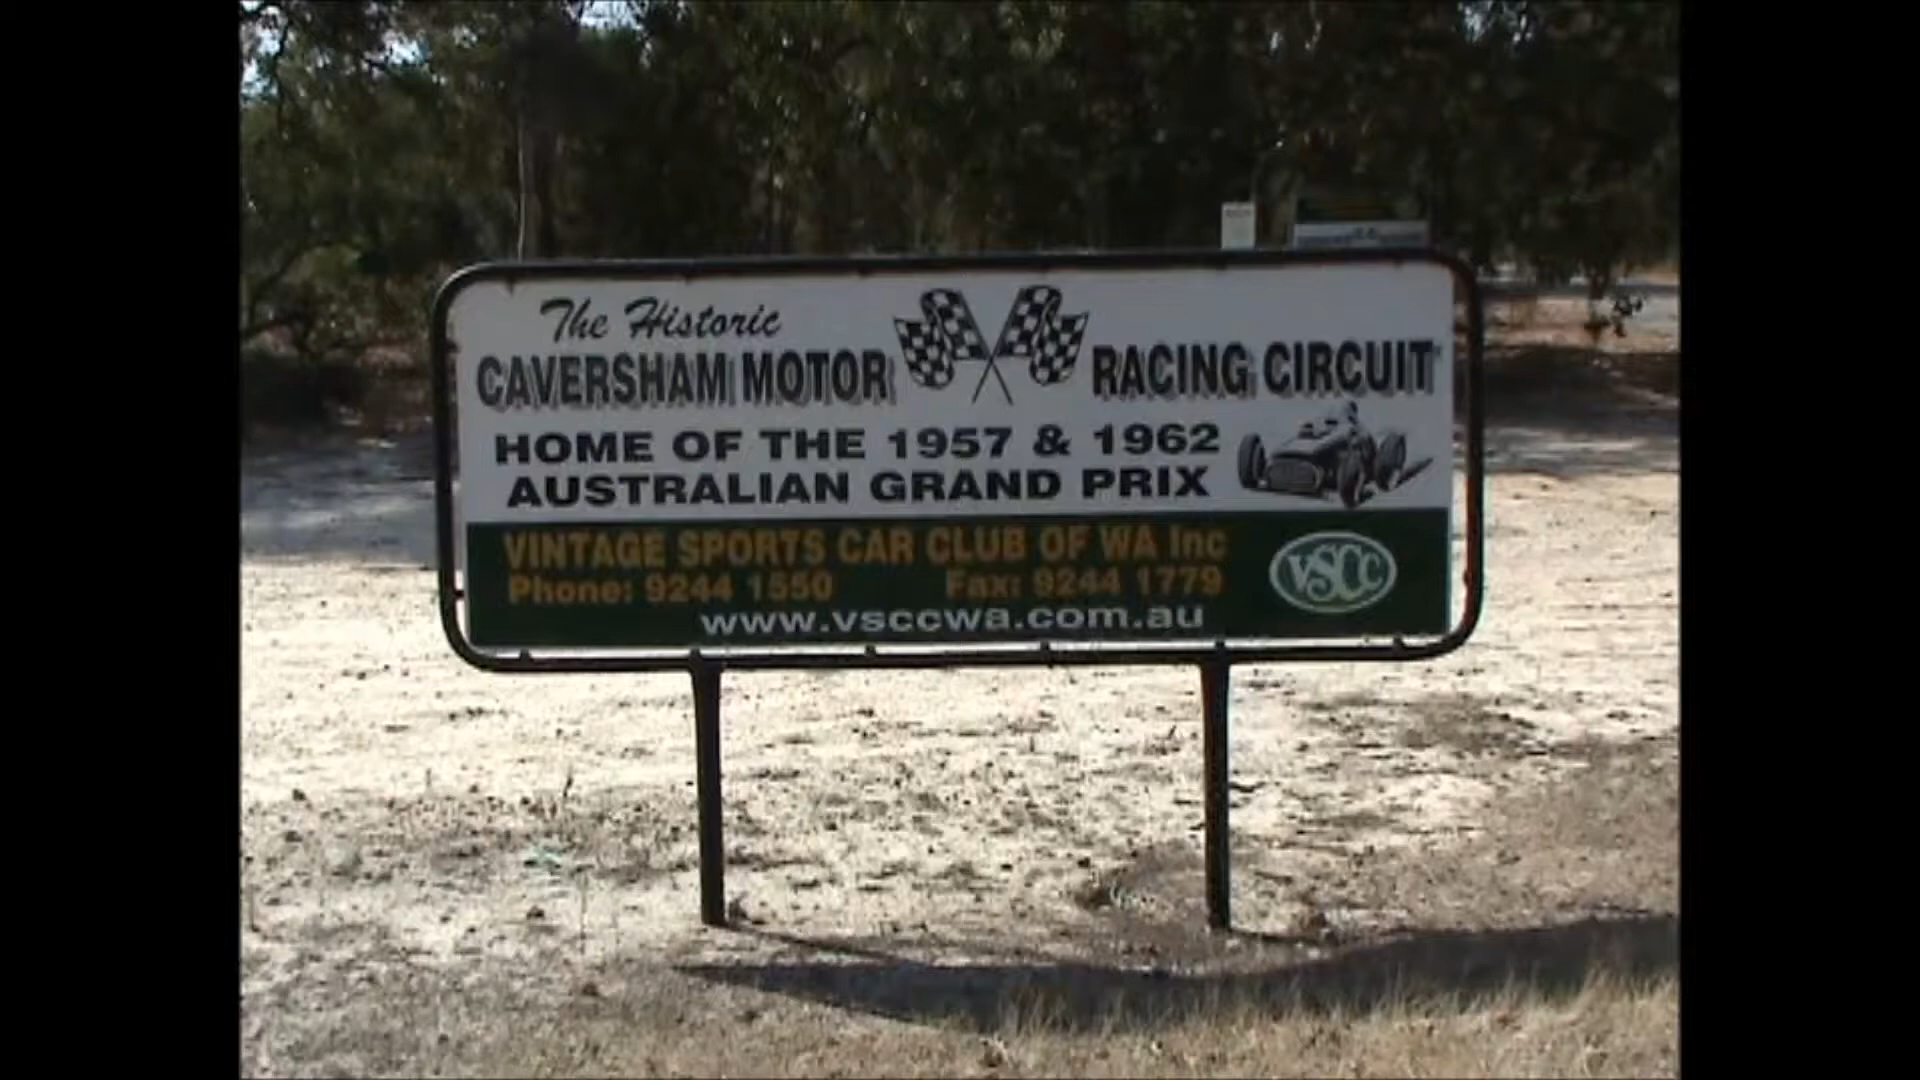 The Historic
CAVERSHAM MOTOR RACING CIRCUIT
HOME OF THE 1957 & 1962
AUSTRALIAN GRAND PRIX
VINTAGE SPORTS CAR CLUB OF WA Inc
Phone: 9244 1550 Fax: 9244 1779
www.vsccwa.com.au
VSCC